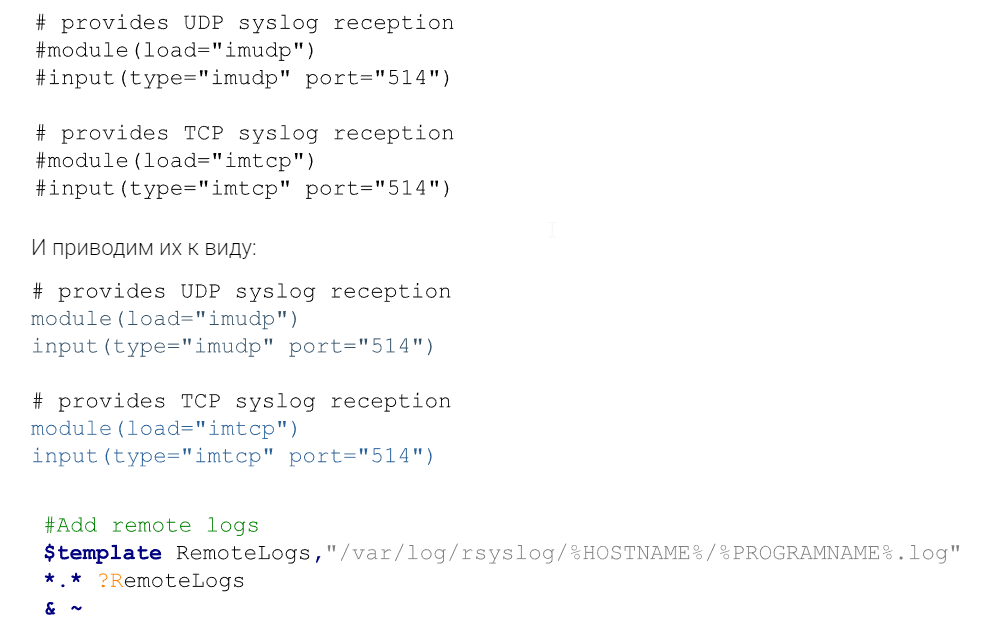 # provides UDP syslog reception
#module(load="imudp")
#input(type="imudp" port="514")
# provides TCP syslog reception
#module(load="imtcp")
#input(type="imtcp" port="514")
И приводим их к виду:
# provides UDP syslog reception
module(load="imudp")
input(type="imudp" port="514")
# provides TCP syslog reception
module(load="imtcp")
input(type="imtcp" port="514")
#Add remote logs
$template RemoteLogs,"/var/log/rsyslog/%HOSTNAME%/%PROGRAMNAME%.log"
*.* ?RemoteLogs
& ~